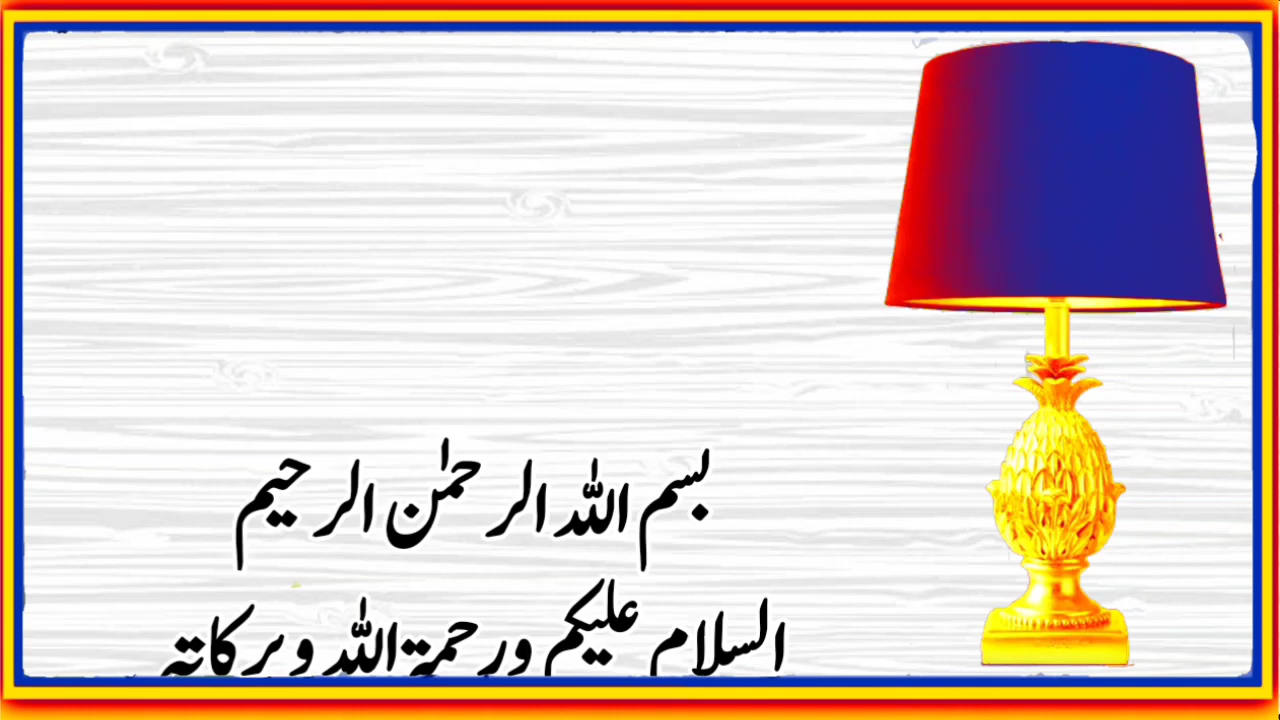 بسم اللہ الرحمٰن الرحیم
السلام علیکم ورحمۃ اللہ وبرکاتہ